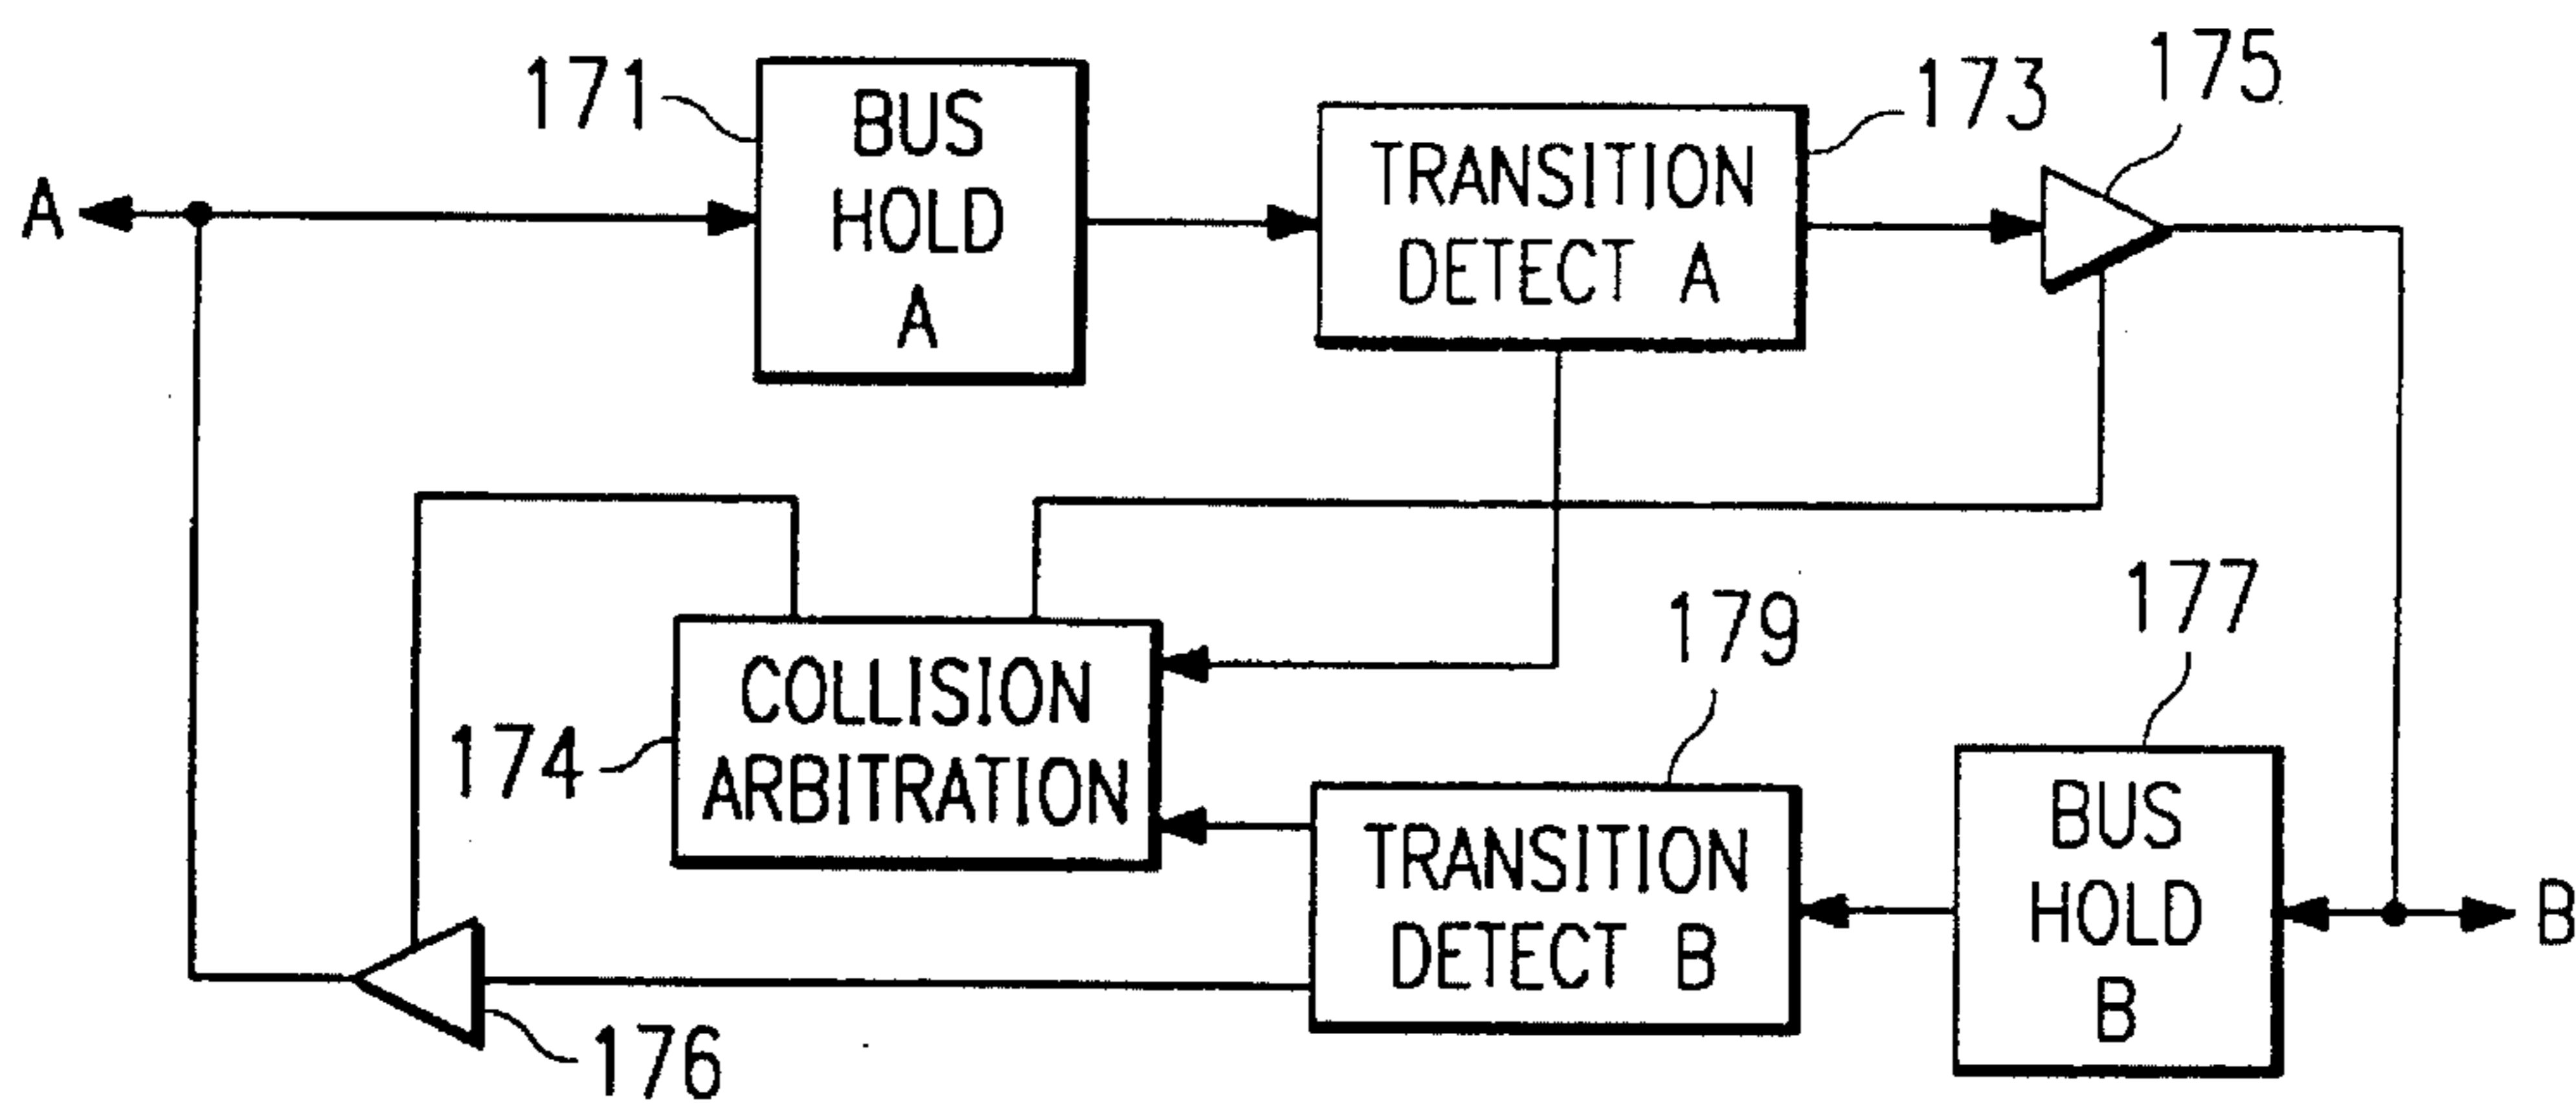 171
BUS
HOLD
A
TRANSITION
DETECT A
173
175
A
174
COLLISION
ARBITRATION
179
TRANSITION
DETECT B
177
BUS
HOLD
B
B
176